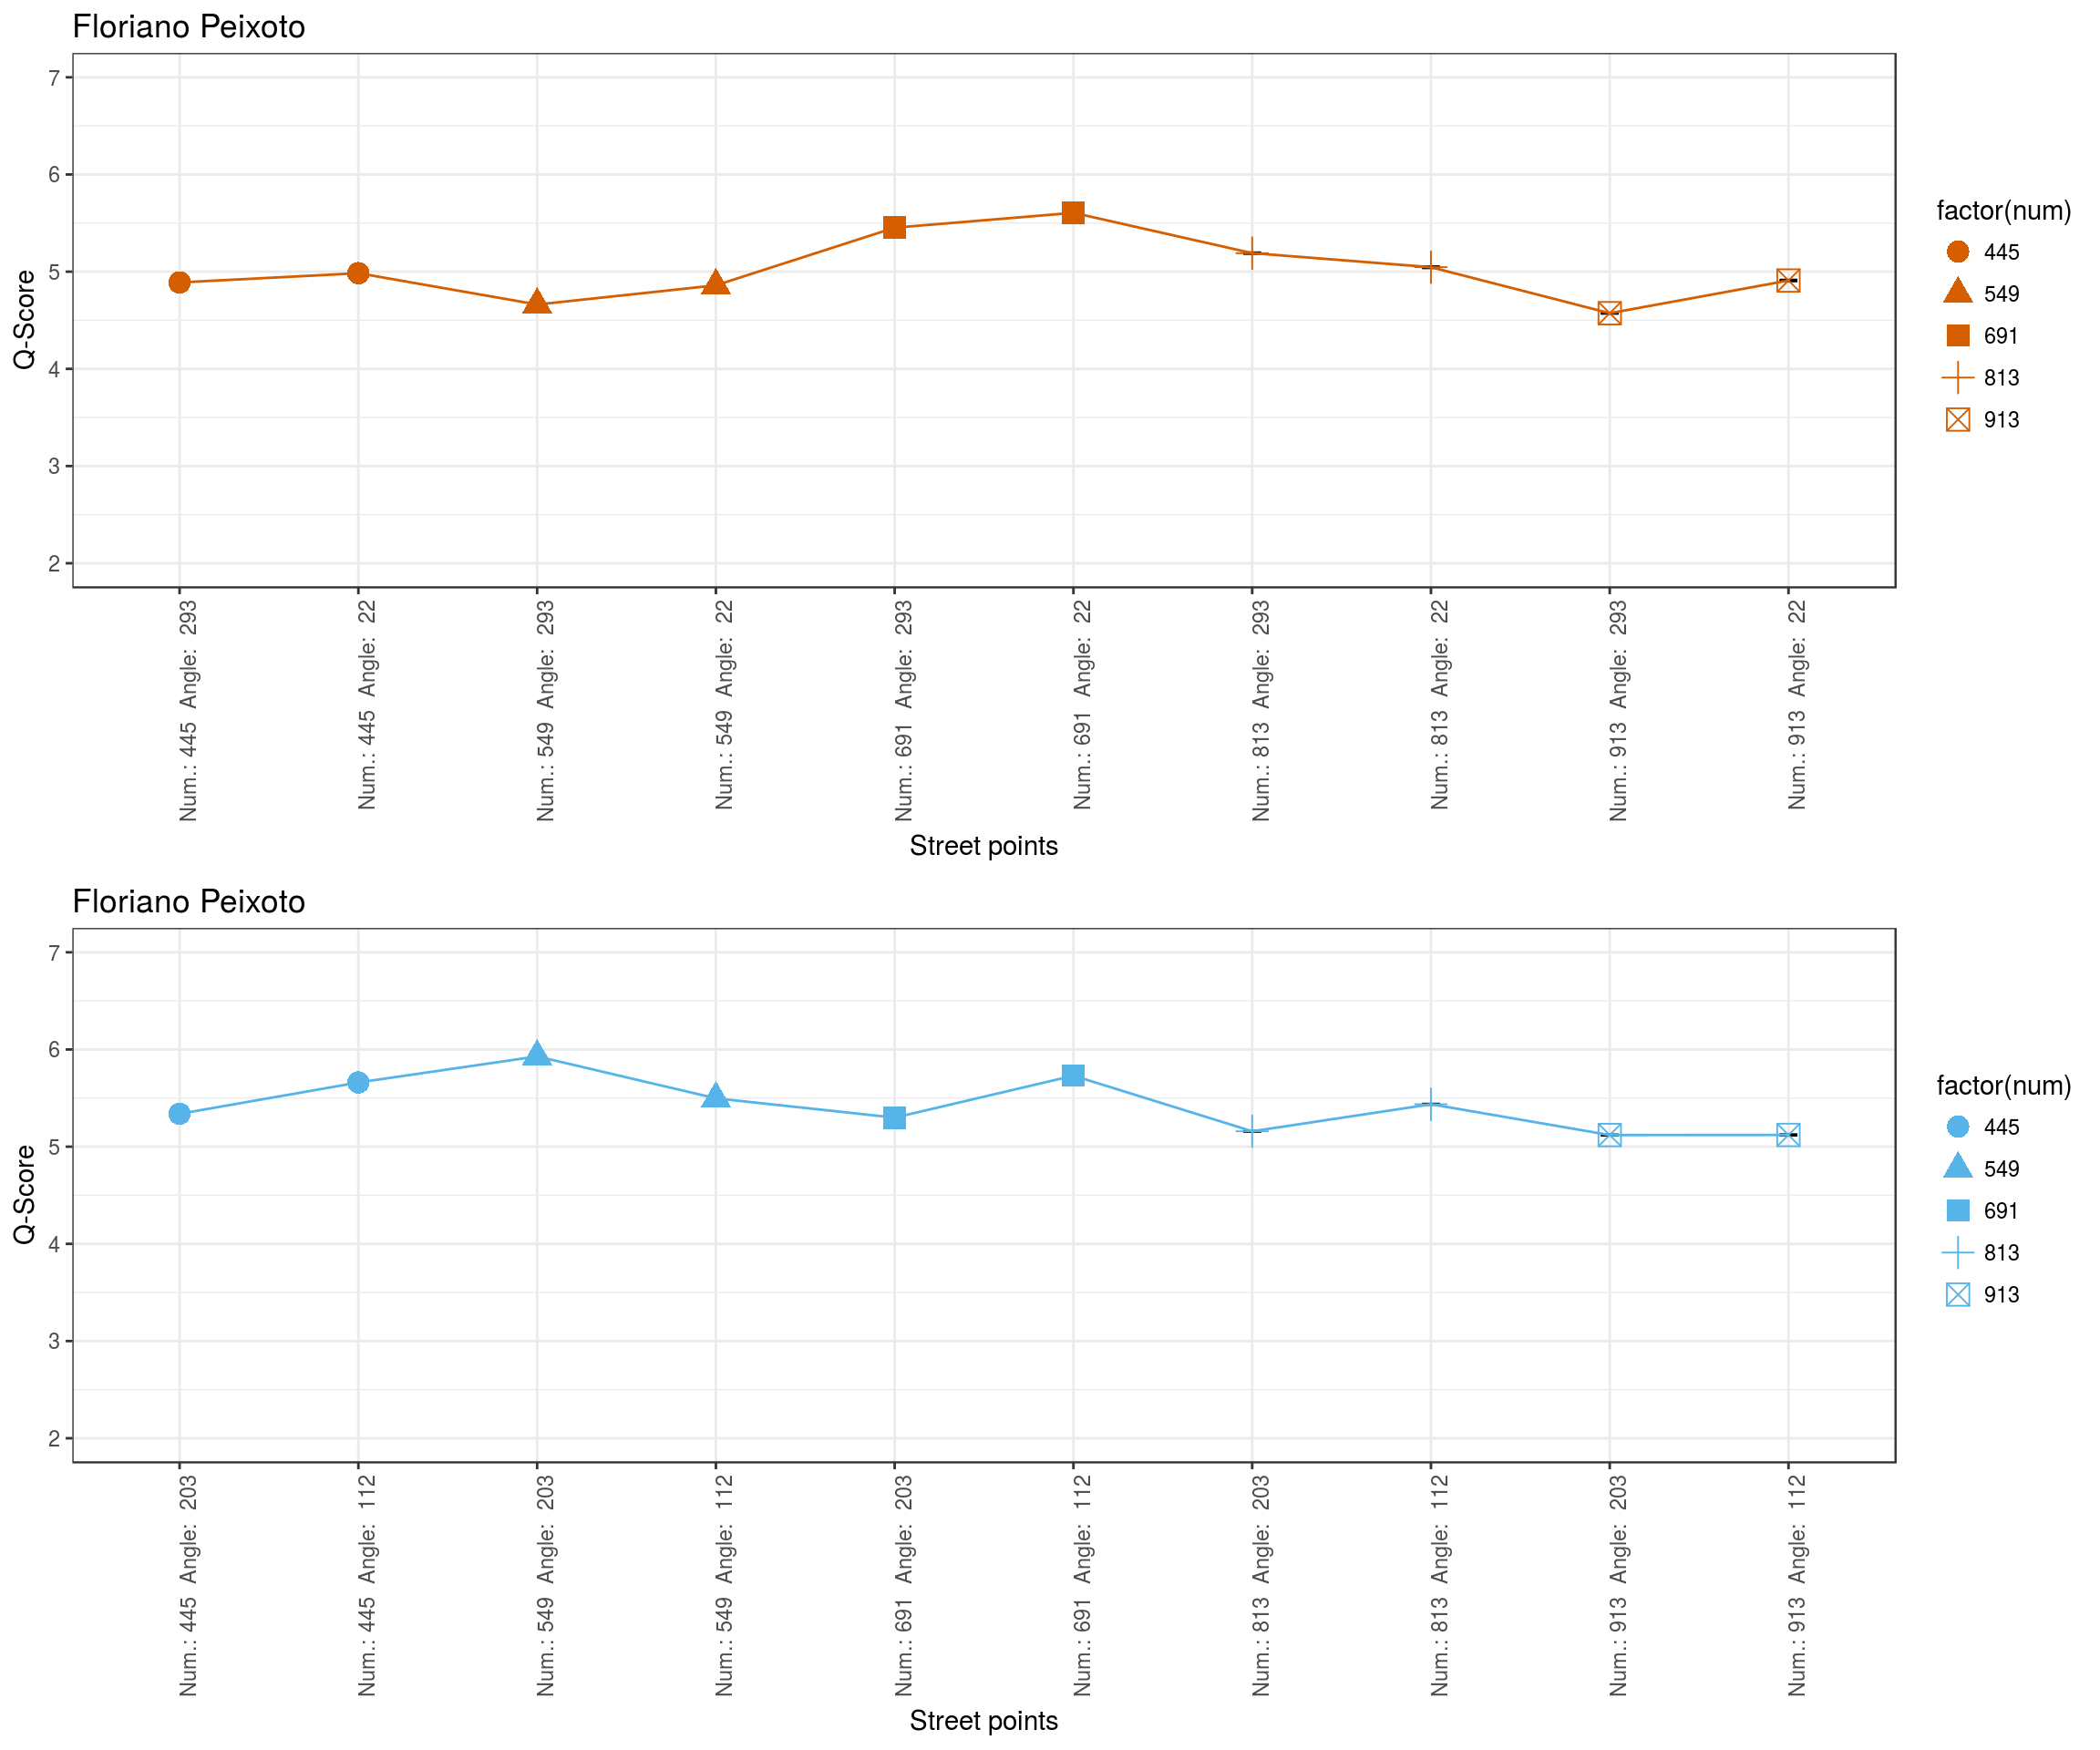 Floriano Peixoto
7
6
5
4
3
2
Q-Score
Num.: 445 Angle: 293
Num.: 445 Angle: 22
Num.: 549 Angle: 293
Num.: 549 Angle: 22
Num.: 691 Angle: 293
Num.: 691 Angle: 22
Num.: 813 Angle: 293
Num.: 813 Angle: 22
Num.: 913 Angle: 293
Num.: 913 Angle: 22
Street points
factor(num)
445
549
691
813
913
Floriano Peixoto
7
6
5
4
3
2
Q-Score
Num.: 445 Angle: 203
Num.: 445 Angle: 112
Num.: 549 Angle: 203
Num.: 549 Angle: 112
Num.: 691 Angle: 203
Num.: 691 Angle: 112
Num.: 813 Angle: 203
Num.: 813 Angle: 112
Num.: 913 Angle: 203
Num.: 913 Angle: 112
Street points
factor(num)
445
549
691
813
913